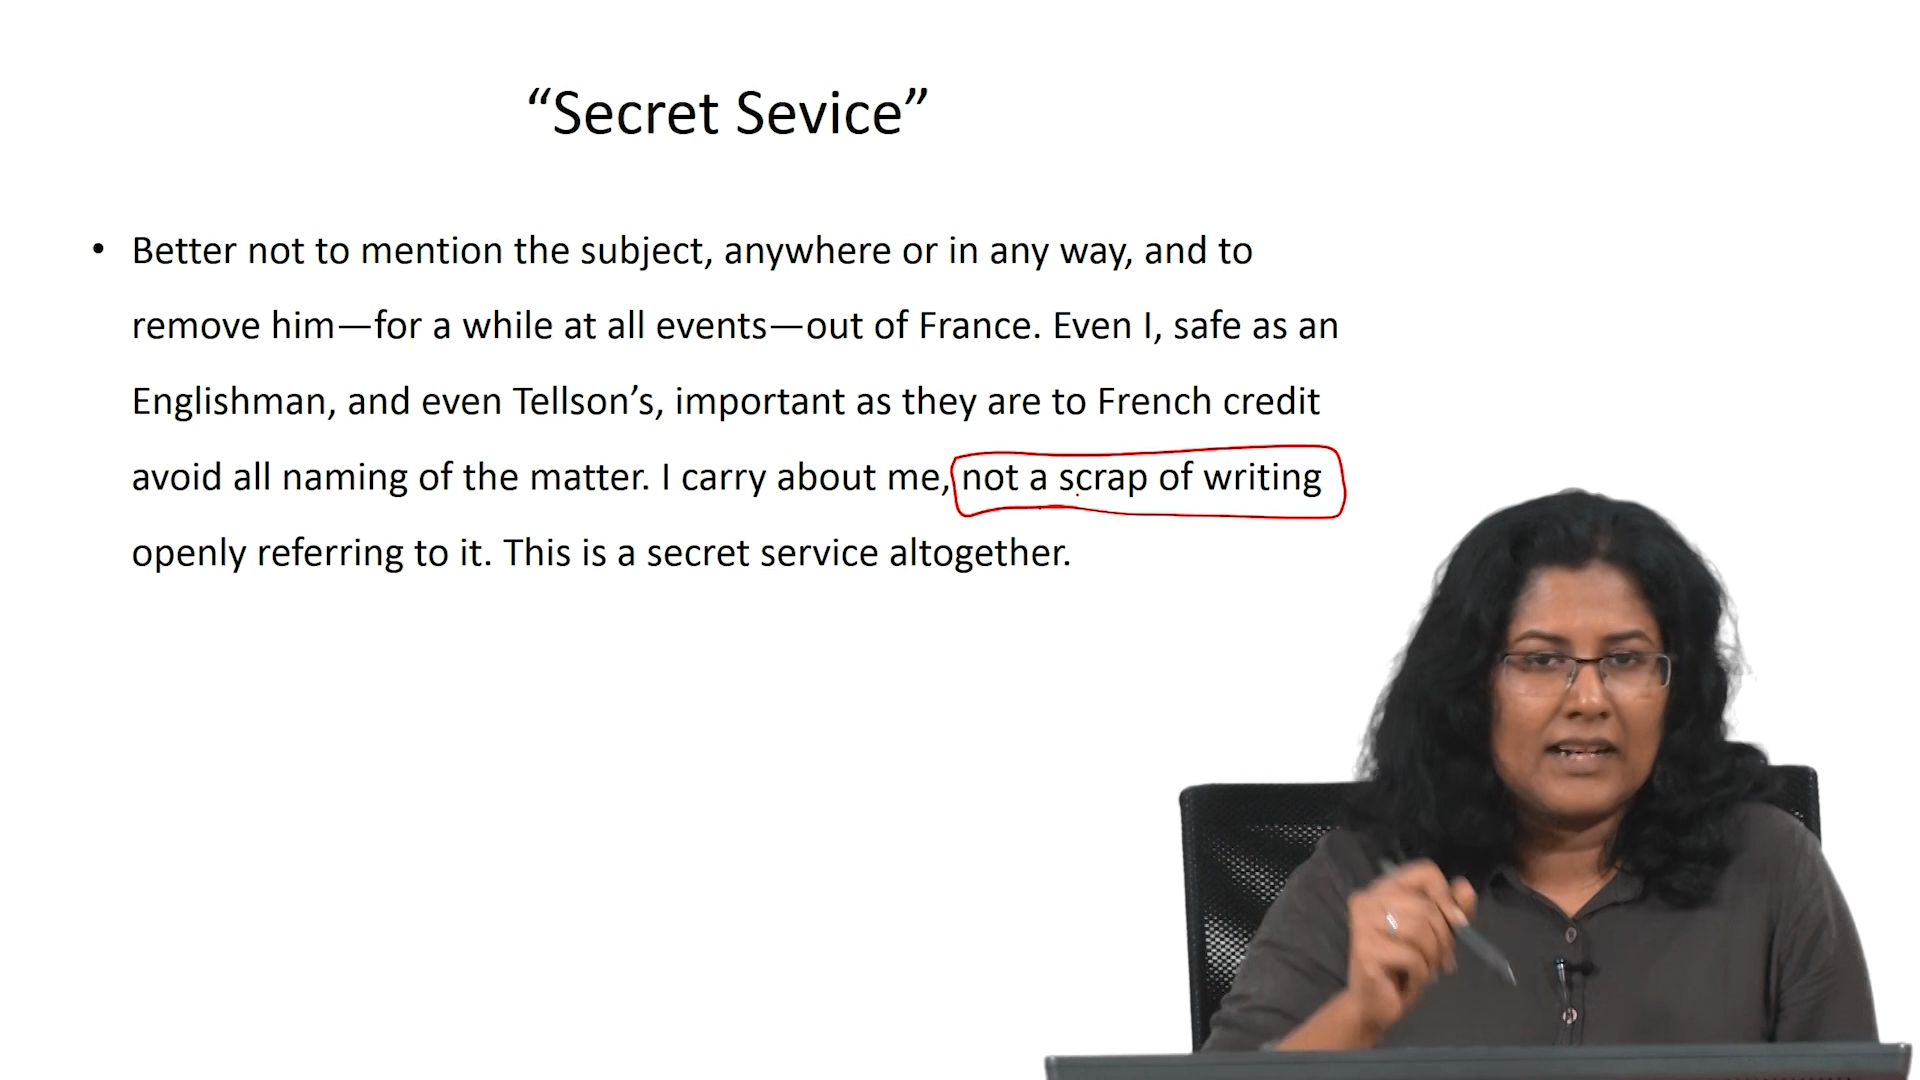 “Secret Sevice”
• Better not to mention the subject, anywhere or in any way, and to
remove him—for a while at all events—out of France. Even I, safe as an
Englishman, and even Tellson’s, important as they are to French credit
avoid all naming of the matter. I carry about me, not a scrap of writing
openly referring to it. This is a secret service altogether.